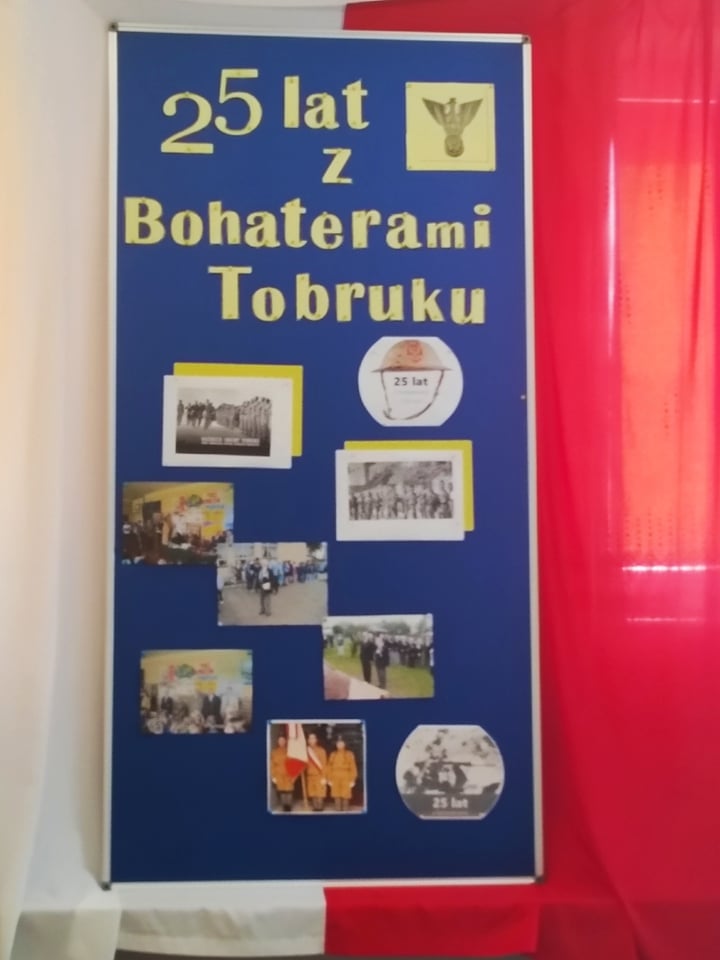 25 lat
z
Bohaterami
Tobruku
25 lat
25 lat